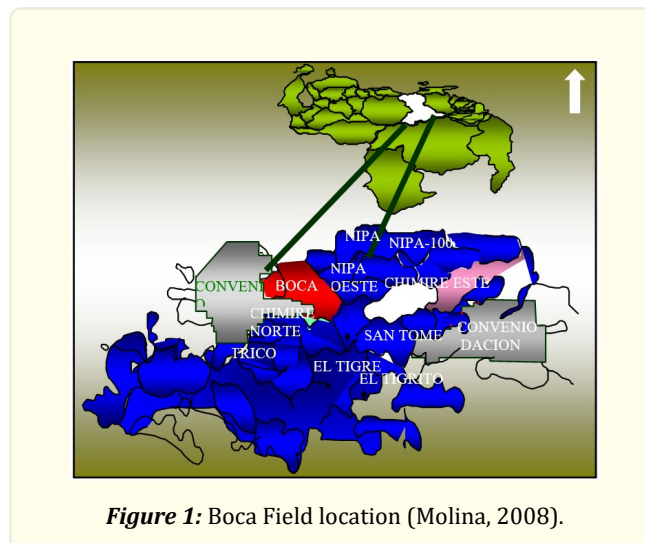 NIPA
NIPA-100
NIPA
OESTE
CONVENI
O
BOCA
CHIMIRE ESTE
CHIMIRE
NORTE
SAN TOME
CONVENIO
DACION
TRICO
EL TIGRE
EL TIGRITO
Figure 1: Boca Field location (Molina, 2008).